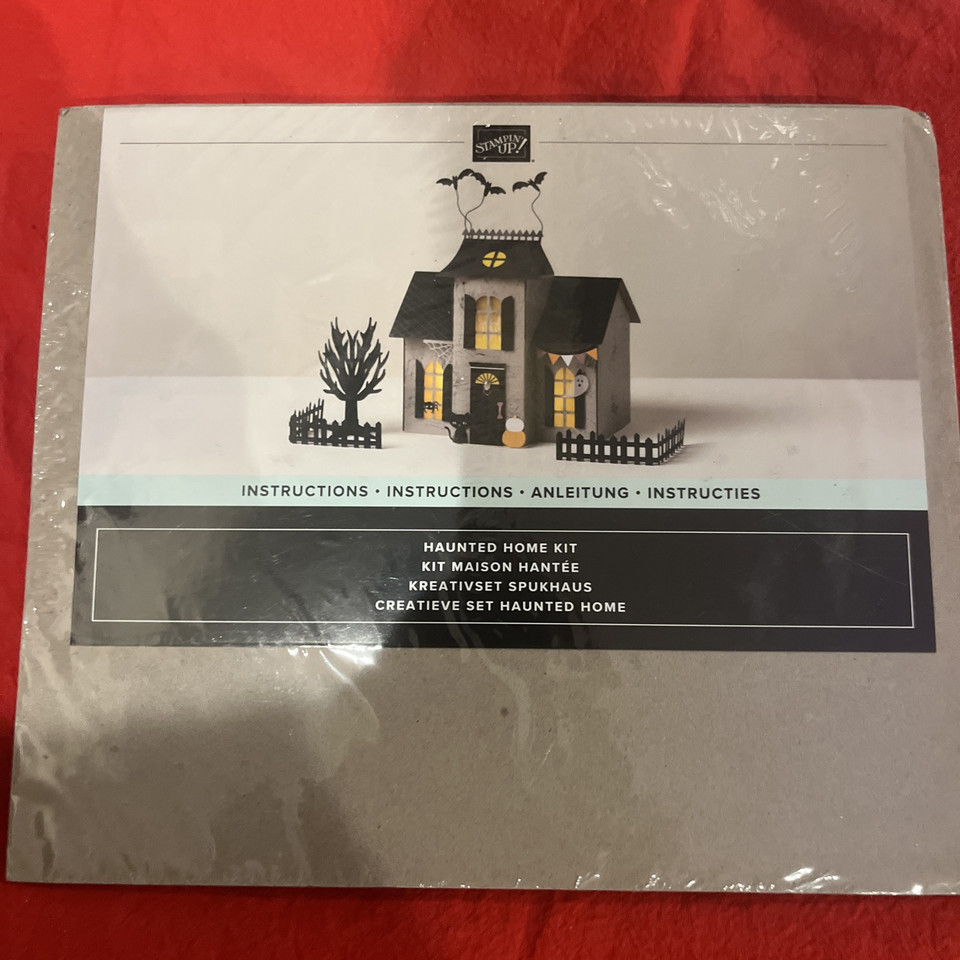 STAMPIN'
UP!
INSTRUCTIONS • INSTRUCTIONS • ANLEITUNG • INSTRUCTIES
HAUNTED HOME KIT
KIT MAISON HANTÉE
KREATIVSET SPUKHAUS
CREATIEVE SET HAUNTED HOME